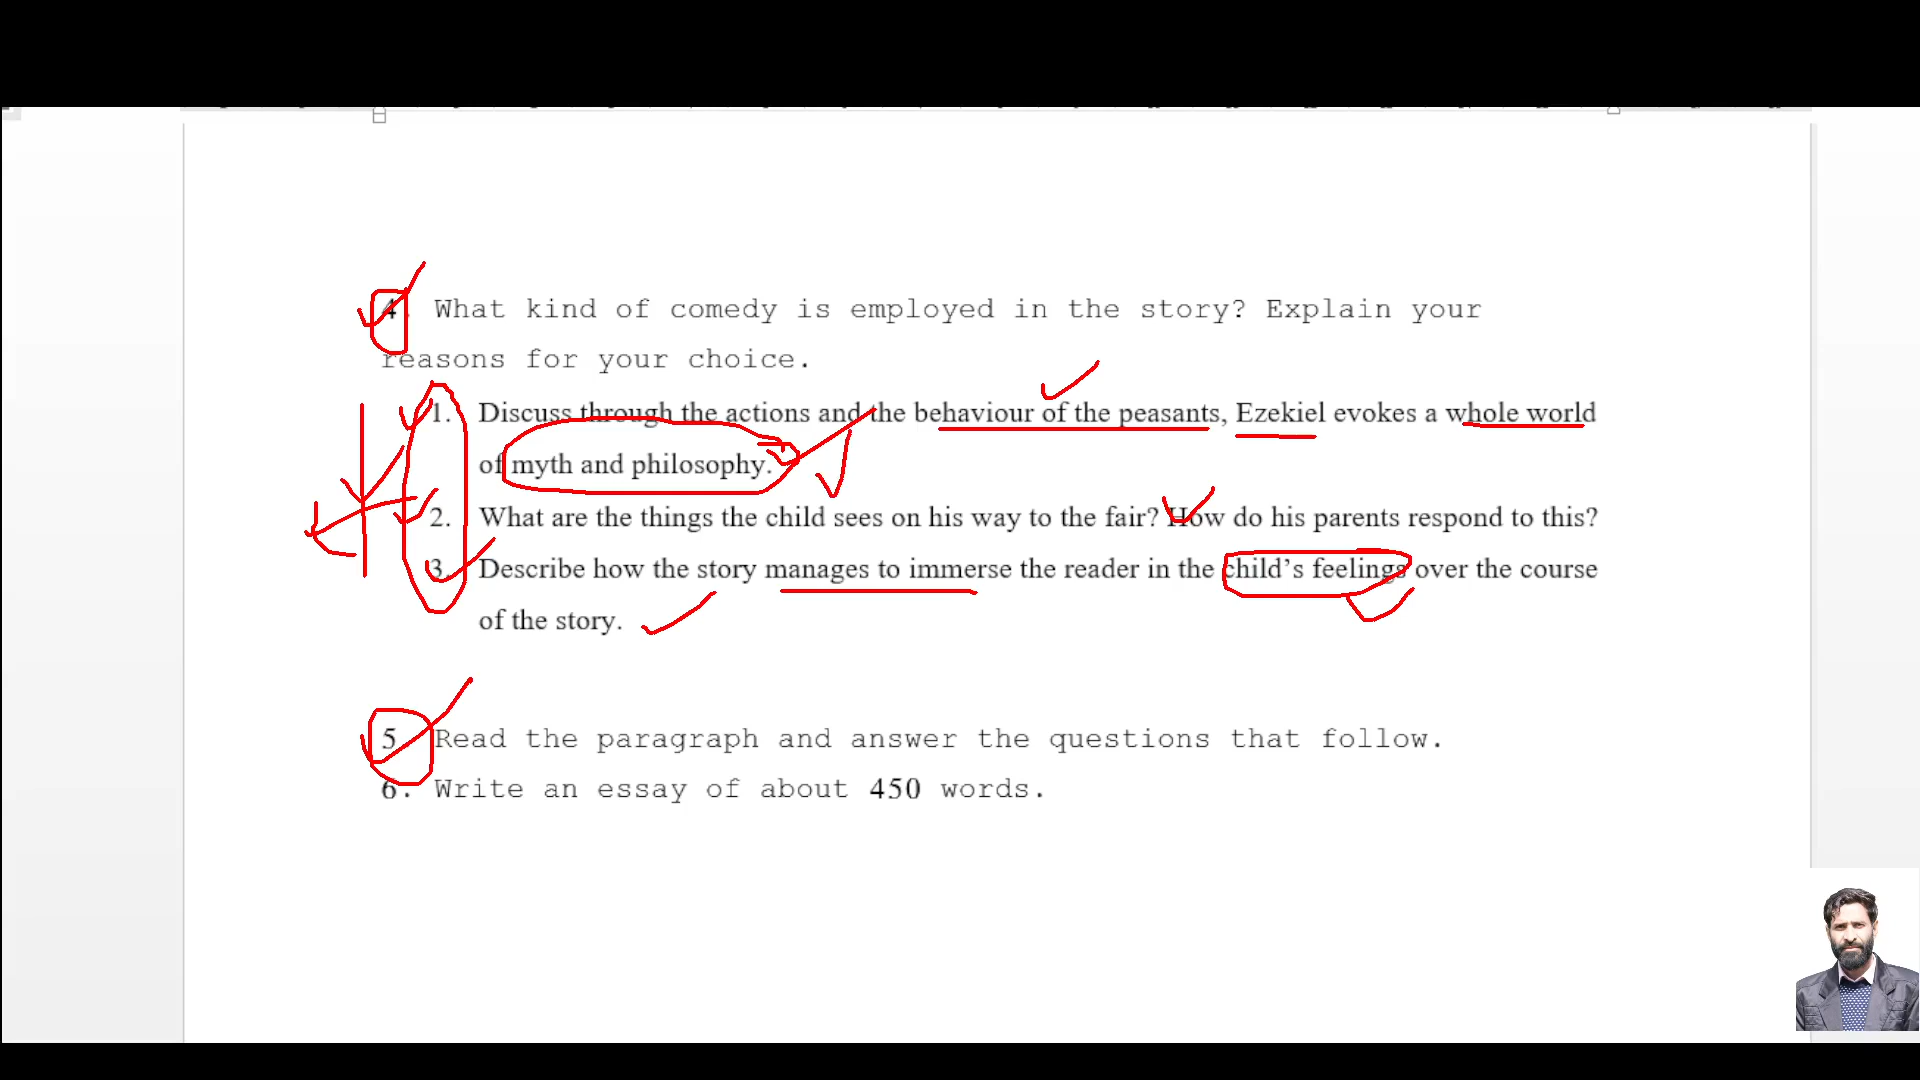 4. What kind of comedy is employed in the story? Explain your
reasons for your choice.
1. Discuss through the actions and the behaviour of the peasants, Ezekiel evokes a whole world
of myth and philosophy.
2. What are the things the child sees on his way to the fair? How do his parents respond to this?
3. Describe how the story manages to immerse the reader in the child’s feelings over the course
of the story.
5. Read the paragraph and answer the questions that follow.
6. Write an essay of about 450 words.